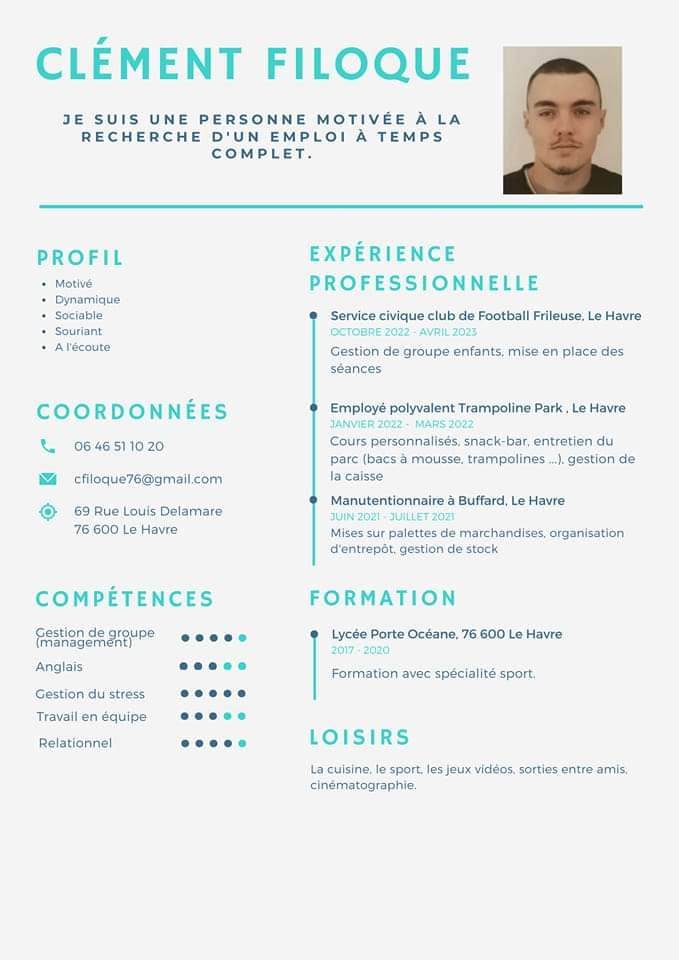 CLÉMENT FILOQUE
JE SUIS UNE PERSONNE MOTIVÉE À LA
RECHERCHE D'UN EMPLOI À TEMPS
COMPLET.
PROFIL
Motivé
Dynamique
Sociable
Souriant
A l'écoute
COORDONNÉES
06 46 51 10 20
cfiloque76@gmail.com
69 Rue Louis Delamare
76 600 Le Havre
COMPÉTENCES
Gestion de groupe
(management)
Anglais
Gestion du stress
Travail en équipe
Relationnel
EXPÉRIENCE
PROFESSIONNELLE
Service civique club de Football Frileuse, Le Havre
OCTOBRE 2022 - AVRIL 2023
Gestion de groupe enfants, mise en place des
séances
Employé polyvalent Trampoline Park , Le Havre
JANVIER 2022 - MARS 2022
Cours personnalisés, snack-bar, entretien du
parc (bacs à mousse, trampolines ...), gestion de
la caisse
Manutentionnaire à Buffard, Le Havre
JUIN 2021 - JUILLET 2021
Mises sur palettes de marchandises, organisation
d'entrepôt, gestion de stock
FORMATION
Lycée Porte Océane, 76 600 Le Havre
2017 - 2020
Formation avec spécialité sport.
LOISIRS
La cuisine, le sport, les jeux vidéos, sorties entre amis,
cinématographie.